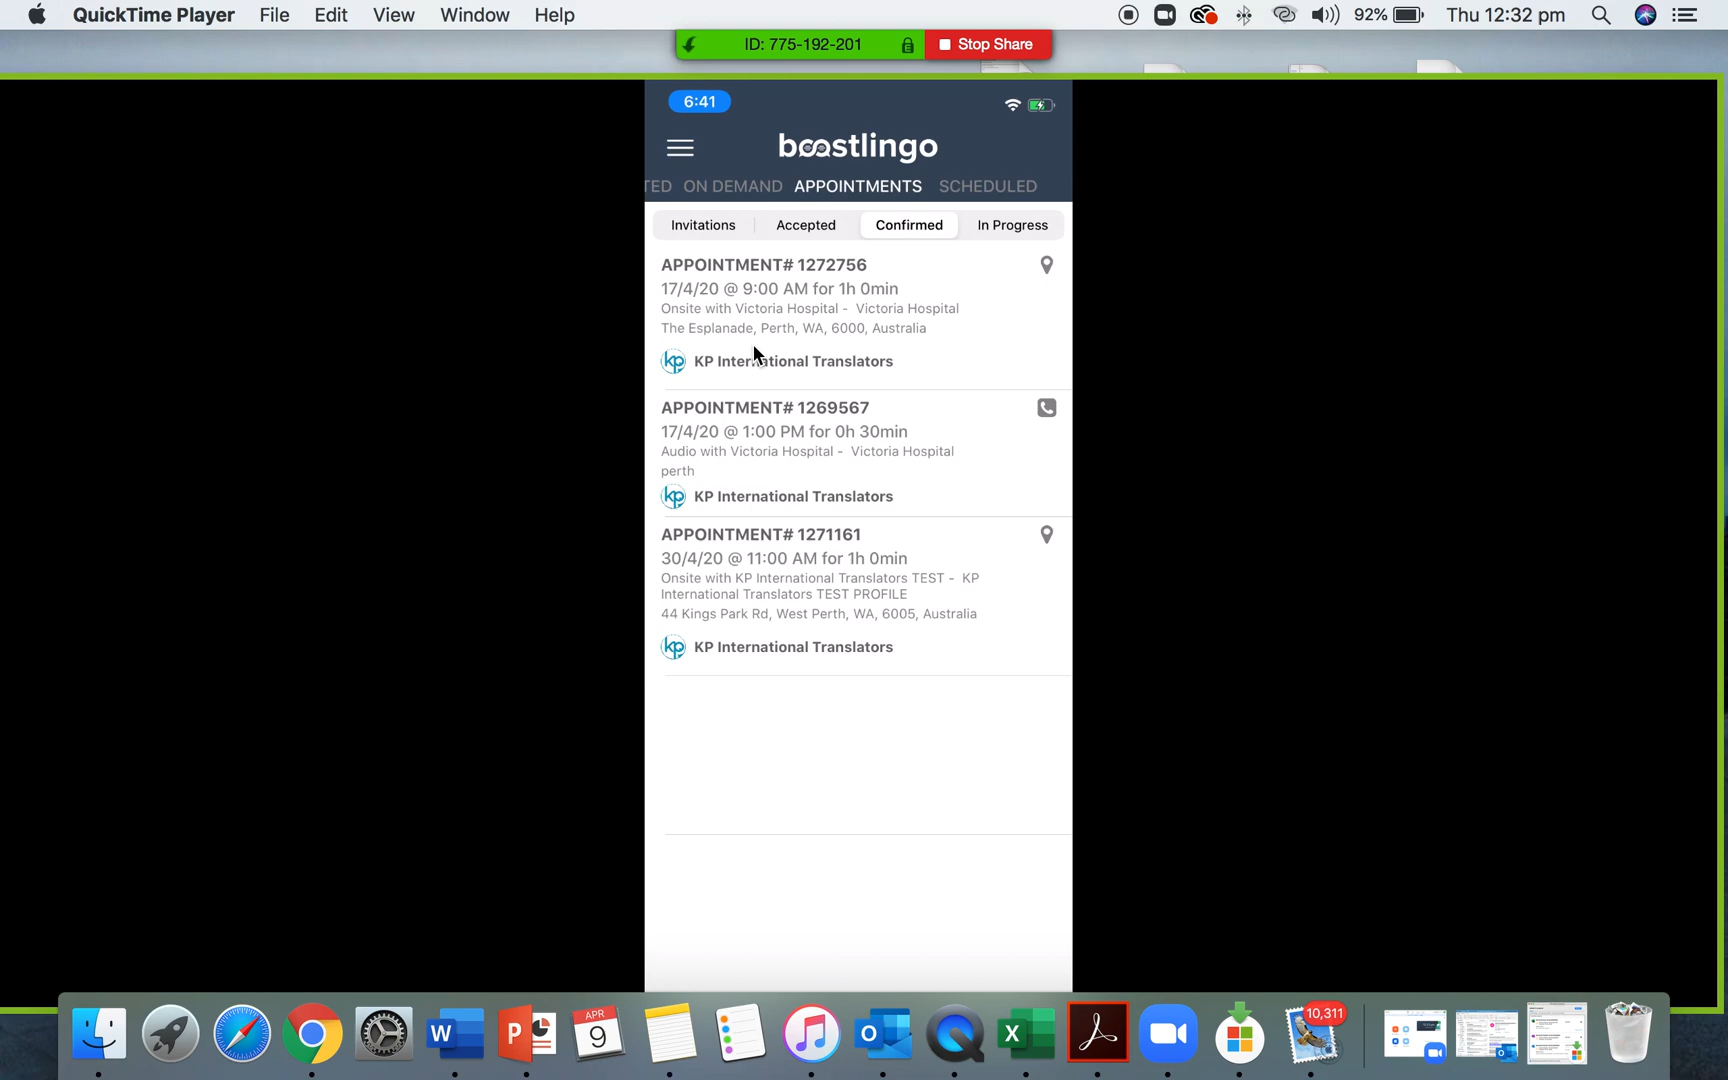 QuickTime Player File Edit View Window Help 92% Thu 12:32 pm
ID: 775-192-201 Stop Share
6:41
boostlingo
TED ON DEMAND APPOINTMENTS SCHEDULED
Invitations Accepted Confirmed In Progress
APPOINTMENT# 1272756
17/4/20 @ 9:00 AM for 1h 0min
Onsite with Victoria Hospital - Victoria Hospital
The Esplanade, Perth, WA, 6000, Australia
kp KP International Translators
APPOINTMENT# 1269567
17/4/20 @ 1:00 PM for 0h 30min
Audio with Victoria Hospital - Victoria Hospital
perth
kp KP International Translators
APPOINTMENT# 1271161
30/4/20 @ 11:00 AM for 1h 0min
Onsite with KP International Translators TEST - KP
International Translators TEST PROFILE
44 Kings Park Rd, West Perth, WA, 6005, Australia
kp KP International Translators
W P APR 9 O X 10,311